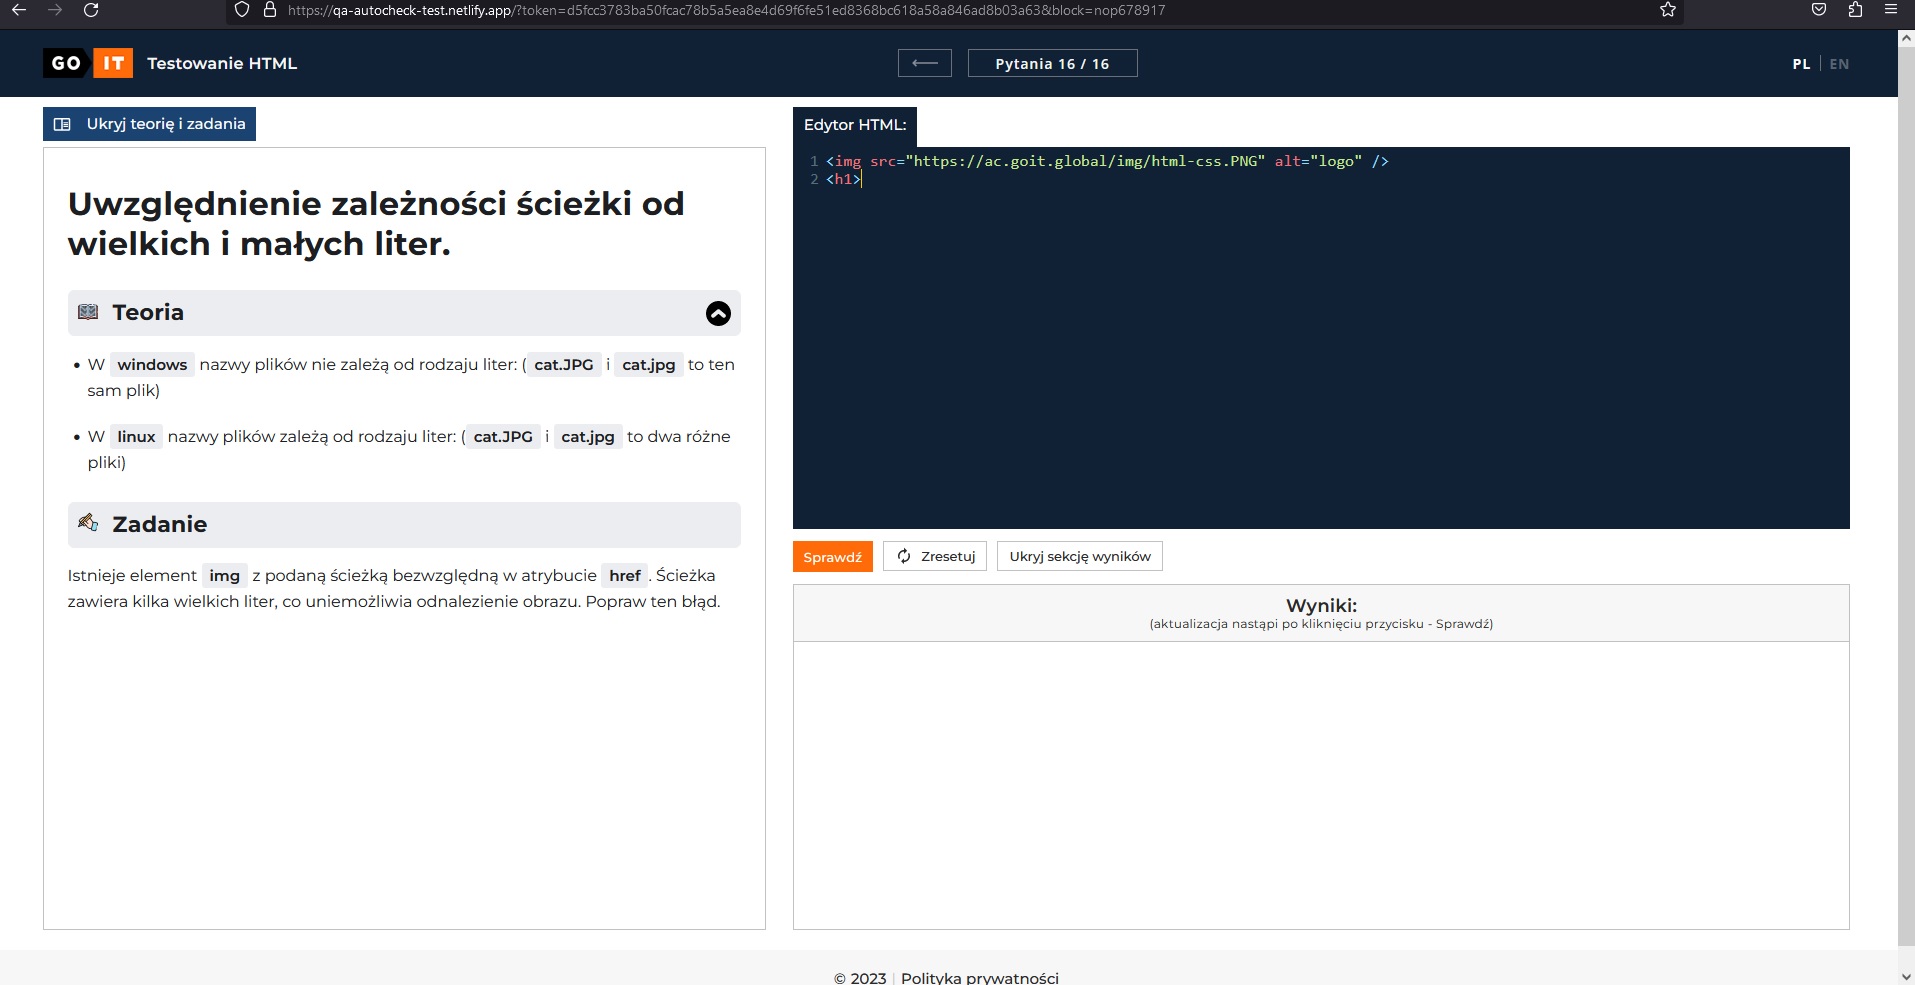 https://qa-autocheck-test.netlify.app/?token=d5fcc3783ba50fcac78b5a5ea8e4d69f6fe51ed8368bc618a58a846ad8b03a63&block=nop678917
GO IT Testowanie HTML
Pytania 16 / 16
PL | EN
Ukryj teorię i zadania
Uwzględnienie zależności ścieżki od
wielkich i małych liter.
Teoria
• W windows nazwy plików nie zależą od rodzaju liter: (cat.JPG i cat.jpg to ten
sam plik)
• W linux nazwy plików zależą od rodzaju liter: (cat.JPG i cat.jpg to dwa różne
pliki)
Zadanie
Istnieje element img z podaną ścieżką bezwzględną w atrybucie href. Ścieżka
zawiera kilka wielkich liter, co uniemożliwia odnalezienie obrazu. Popraw ten błąd.
Edytor HTML:
1 <img src="https://ac.goit.global/img/html-css.PNG" alt="logo" />
2 <h1>
Sprawdź
Zresetuj
Ukryj sekcję wyników
Wyniki:
(aktualizacja nastąpi po kliknięciu przycisku - Sprawdź)
© 2023 | Polityka prywatności